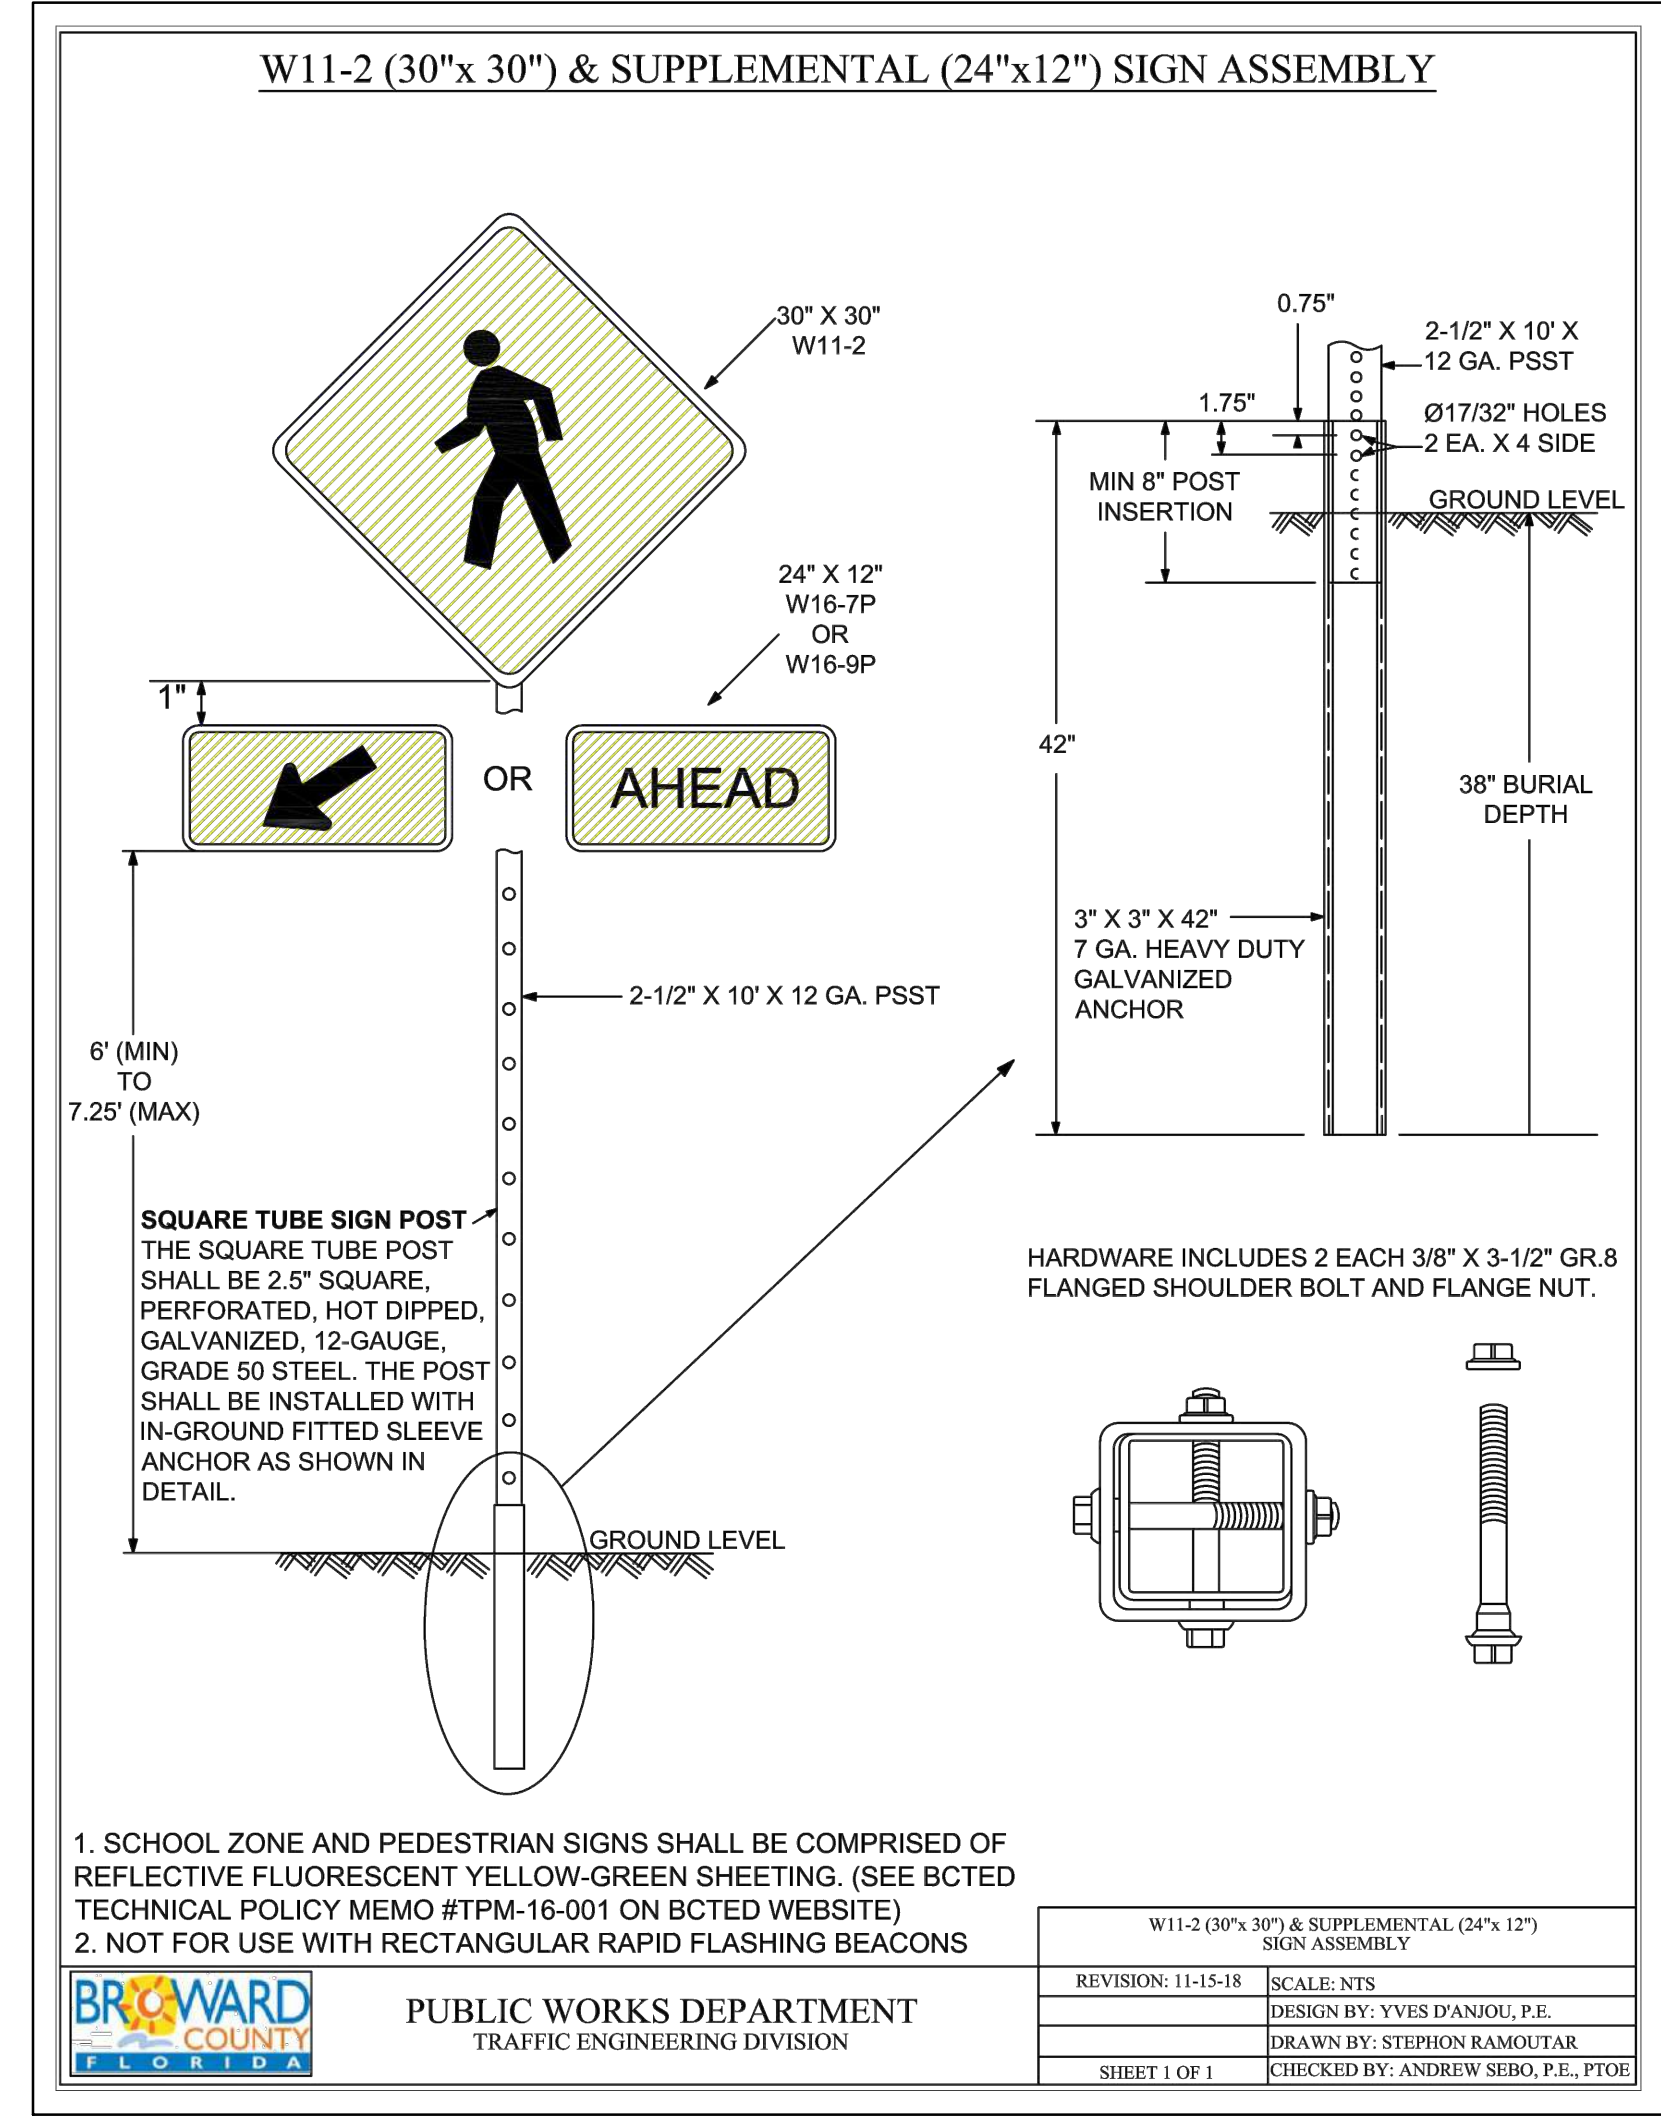 W11-2 (30"x 30") & SUPPLEMENTAL (24"x12") SIGN ASSEMBLY
30" X 30"
W11-2
24" X 12"
W16-7P
OR
W16-9P
1"
OR
AHEAD
2-1/2" X 10' X 12 GA. PSST
6' (MIN)
TO
7.25' (MAX)
SQUARE TUBE SIGN POST
THE SQUARE TUBE POST
SHALL BE 2.5" SQUARE,
PERFORATED, HOT DIPPED,
GALVANIZED, 12-GAUGE,
GRADE 50 STEEL. THE POST
SHALL BE INSTALLED WITH
IN-GROUND FITTED SLEEVE
ANCHOR AS SHOWN IN
DETAIL.
GROUND LEVEL
0.75"
2-1/2" X 10' X
12 GA. PSST
1.75"
Ø17/32" HOLES
2 EA. X 4 SIDE
MIN 8" POST
INSERTION
GROUND LEVEL
42"
38" BURIAL
DEPTH
3" X 3" X 42"
7 GA. HEAVY DUTY
GALVANIZED
ANCHOR
HARDWARE INCLUDES 2 EACH 3/8" X 3-1/2" GR.8
FLANGED SHOULDER BOLT AND FLANGE NUT.
1. SCHOOL ZONE AND PEDESTRIAN SIGNS SHALL BE COMPRISED OF
REFLECTIVE FLUORESCENT YELLOW-GREEN SHEETING. (SEE BCTED
TECHNICAL POLICY MEMO #TPM-16-001 ON BCTED WEBSITE)
2. NOT FOR USE WITH RECTANGULAR RAPID FLASHING BEACONS
BROWARD
COUNTY
FLORIDA
PUBLIC WORKS DEPARTMENT
TRAFFIC ENGINEERING DIVISION
W11-2 (30"x 30") & SUPPLEMENTAL (24"x 12")
SIGN ASSEMBLY
REVISION: 11-15-18
SCALE: NTS
DESIGN BY: YVES D'ANJOU, P.E.
DRAWN BY: STEPHON RAMOUTAR
SHEET 1 OF 1
CHECKED BY: ANDREW SEBO, P.E., PTOE